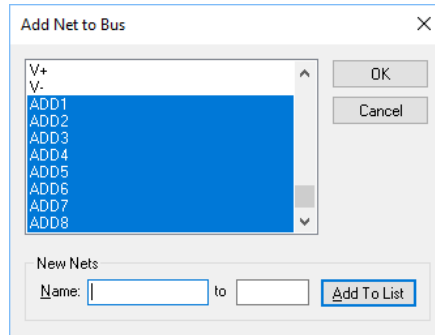 Add Net to Bus
V+
V-
ADD1
ADD2
ADD3
ADD4
ADD5
ADD6
ADD7
ADD8
OK
Cancel
New Nets
Name: to Add To List